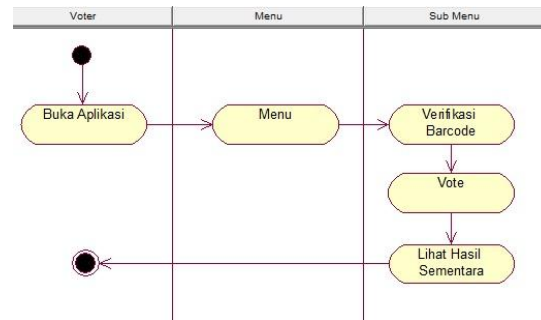 Voter Menu Sub Menu
Buka Aplikasi Menu Verifikasi
Barcode
Vote
Lihat Hasil
Sementara